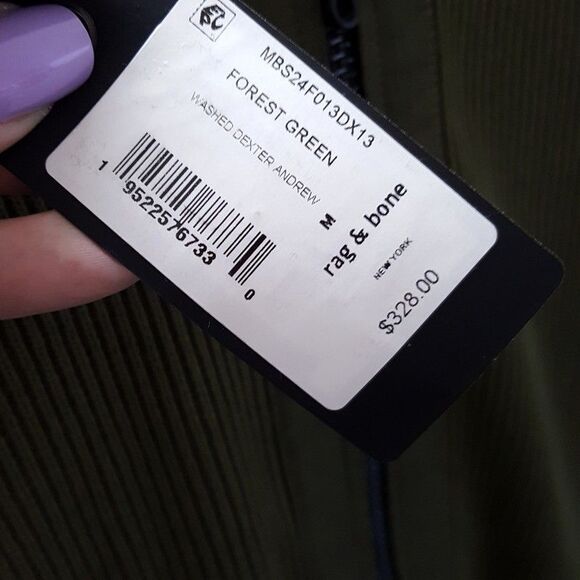 MBS24F013DX13
FOREST GREEN
WASHED DEXTER ANDREW
M
1 9522576733 0
rag & bone
NEW YORK
$328.00